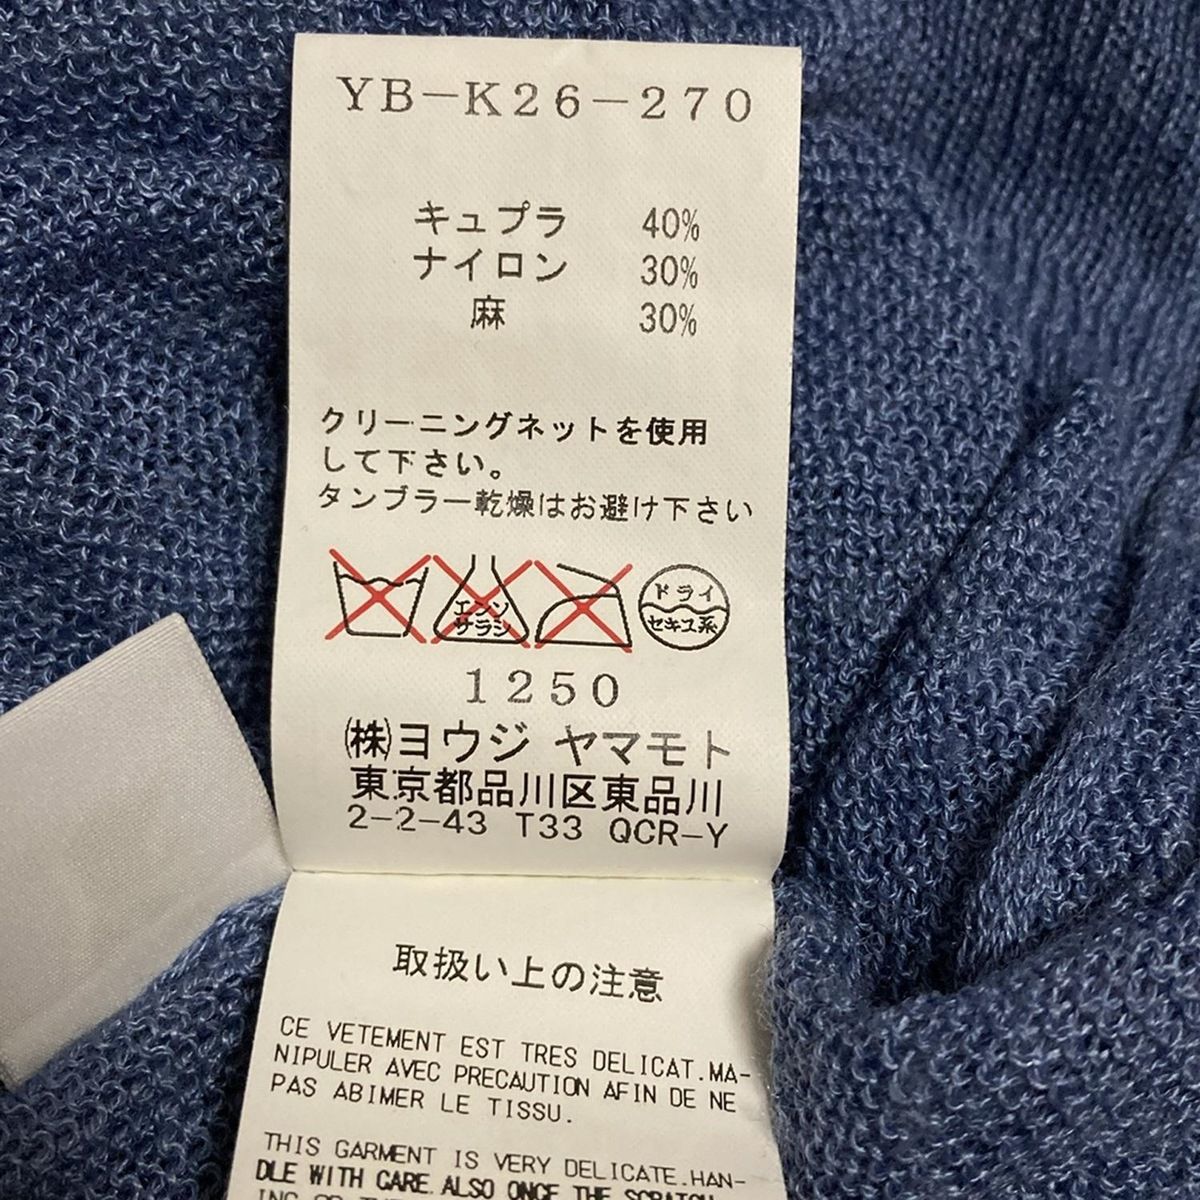 YB-K26-270
キュプラ 40%
ナイロン 30%
麻 30%
クリーニングネットを使用
して下さい。
タンブラー乾燥はお避け下さい
エンソ
サラシ
ドライ
セキユ系
1250
(株)ヨウジ ヤマモト
東京都品川区東品川
2-2-43 T33 QCR-Y
取扱い上の注意
CE VETEMENT EST TRES DELICAT.MA-
NIPULER AVEC PRECAUTION AFIN DE NE
PAS ABIMER LE TISSU.
THIS GARMENT IS VERY DELICATE.HAN-
DLE WITH CARE.ALSO ONCE THE SCRATCH